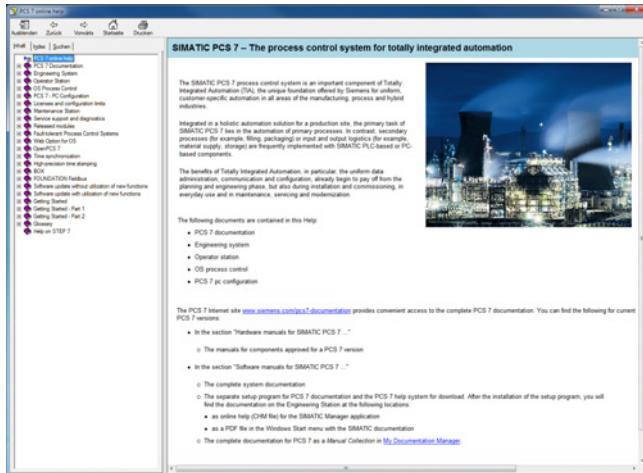 PCS 7 online help
Ausblenden Zurück Vorwärts Startseite Drucken
Inhalt Index Suchen
PCS 7 online help
PCS 7 Documentation
Engineering System
Operator Station
OS Process Control
PCS 7 - PC Configuration
Licenses and configuration limits
Maintenance Station
Service support and diagnostics
Released modules
Fault-tolerant Process Control Systems
Web Option for OS
OpenPCS 7
Time synchronization
High-precision time stamping
BOX
FOUNDATION Fieldbus
Software update without utilization of new functions
Software update with utilization of new functions
Getting Started
Getting Started - Part 1
Getting Started - Part 2
Glossary
Help on STEP 7
SIMATIC PCS 7 – The process control system for totally integrated automation
The SIMATIC PCS 7 process control system is an important component of Totally
Integrated Automation (TIA), the unique foundation offered by Siemens for uniform,
customer-specific automation in all areas of the manufacturing, process and hybrid
industries.
Integrated in a holistic automation solution for a production site, the primary task of
SIMATIC PCS 7 lies in the automation of primary processes. In contrast, secondary
processes (for example, filling, packaging) or input and output logistics (for example,
material supply, storage) are frequently implemented with SIMATIC PLC-based or PC-
based components.
The benefits of Totally Integrated Automation, in particular, the uniform data
administration, communication and configuration, already begin to pay off from the
planning and engineering phase, but also during installation and commissioning, in
everyday use and in maintenance, servicing and modernization.
The following documents are contained in this Help:
• PCS 7 documentation
• Engineering system
• Operator station
• OS process control
• PCS 7 pc configuration
The PCS 7 Internet site www.siemens.com/pcs7-documentation provides convenient access to the complete PCS 7 documentation. You can find the following for current
PCS 7 versions:
• In the section "Hardware manuals for SIMATIC PCS 7 ..."
o The manuals for components approved for a PCS 7 version
• In the section "Software manuals for SIMATIC PCS 7 ..."
o The complete system documentation
o The separate setup program for PCS 7 documentation and the PCS 7 help system for download. After the installation of the setup program, you will
find the documentation on the Engineering Station at the following locations:
• as online help (CHM file) for the SIMATIC Manager application
• as a PDF file in the Windows Start menu with the SIMATIC documentation
o The complete documentation for PCS 7 as a Manual Collection in My Documentation Manager.